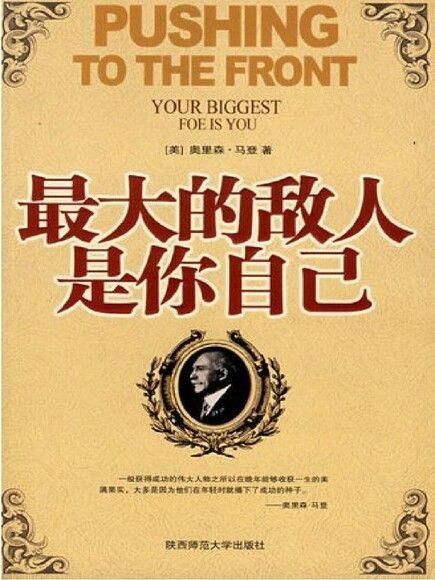 PUSHING
TO THE FRONT
YOUR BIGGEST
FOE IS YOU
[美] 奥里森·马登 著
最大的敌人
是你自己
一般获得成功的伟大人物之所以在晚年能够收获一生的美
满果实，大多是因为他们在年轻时就播下了成功的种子。
——奥里森·马登
陕西师范大学出版社